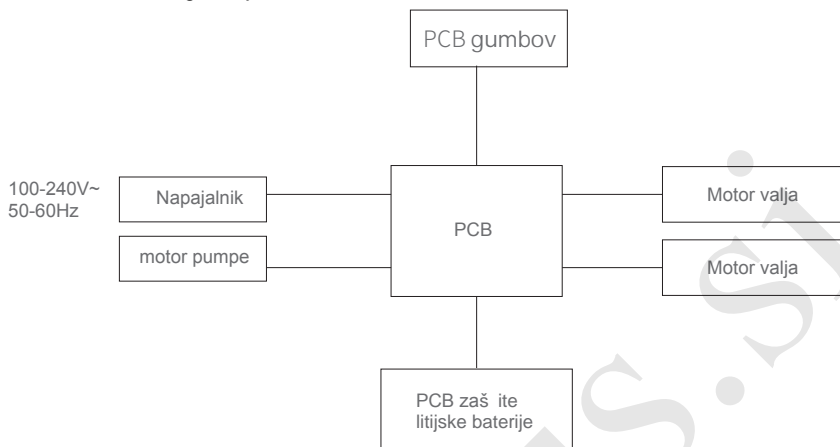 PCB gumbov
100-240V~
50-60Hz
Napajalnik
Motor valja
PCB
motor pumpe
Motor valja
PCB zaš ite
litijske baterije
s.si